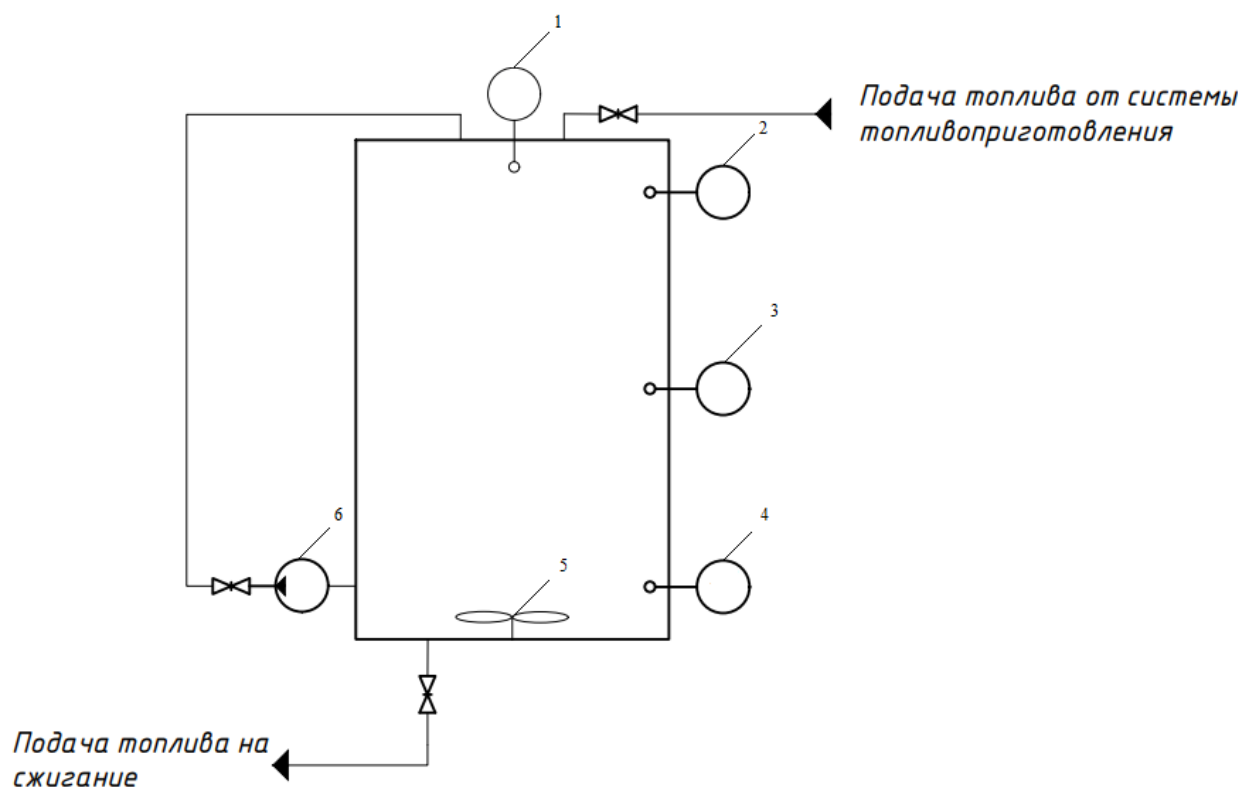 1
Подача топлива от системы
топливоприготовления
2
3
6
4
5
Подача топлива на
сжигание